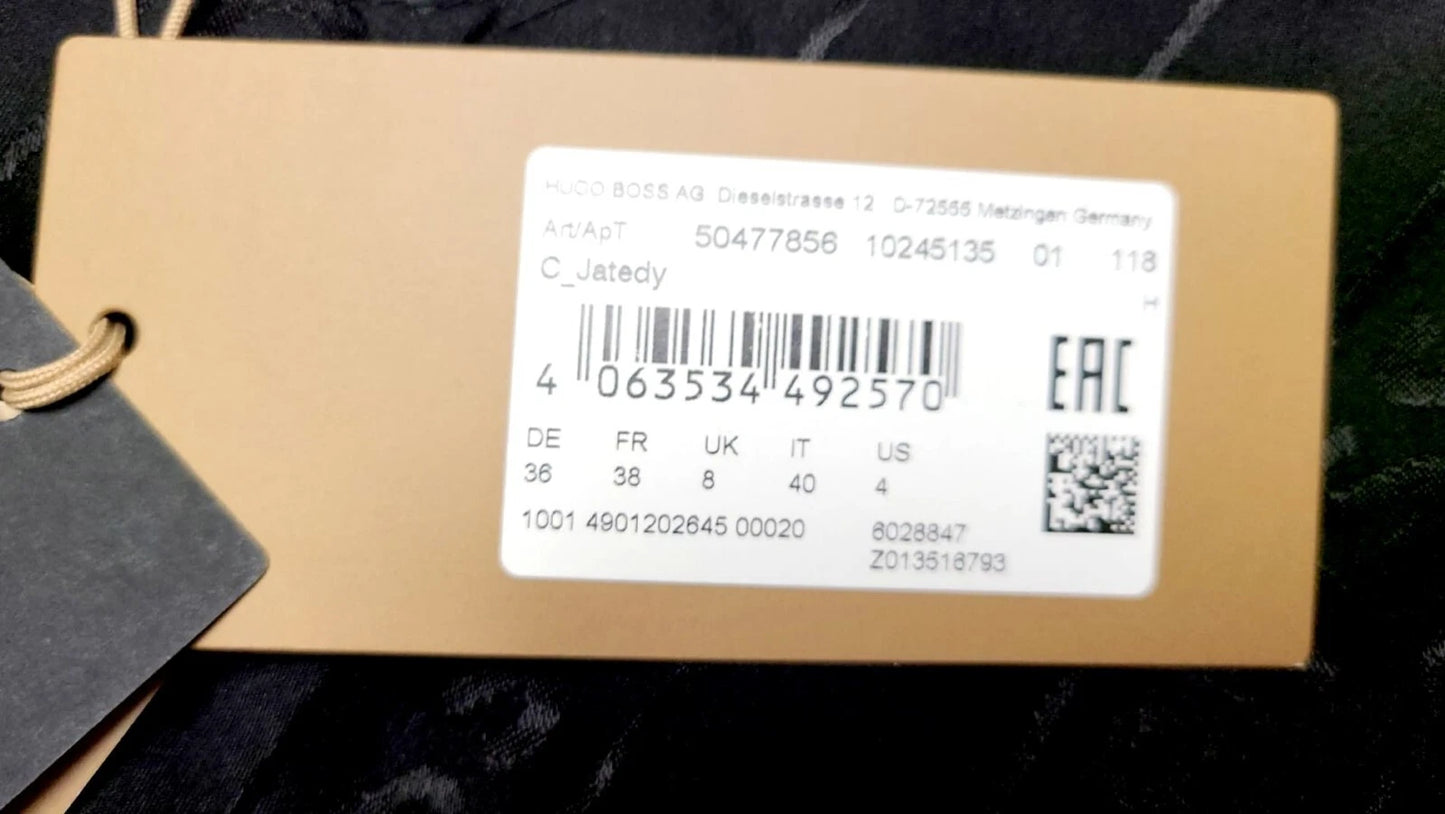 HUGO BOSS AG Dieselstrasse 12 D-72555 Metzingen Germany
Art/ApT 50477856 10245135 01 118
C_Jatedy
H
4 063534 492570
EAC
DE FR UK IT US
36 38 8 40 4
1001 4901202645 00020 6028847
Z013516793